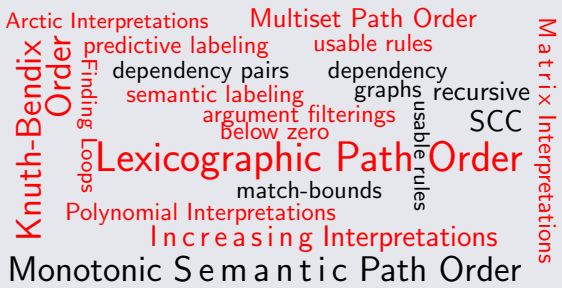 Arctic Interpretations
Multiset Path Order
predictive labeling
usable rules
Knuth-Bendix
Order
Finding Loops
dependency pairs
dependency
graphs
recursive
semantic labeling
argument filterings
below zero
usable rules
SCC
Matrix Interpretations
Lexicographic Path Order
match-bounds
Polynomial Interpretations
Increasing Interpretations
Monotonic Semantic Path Order